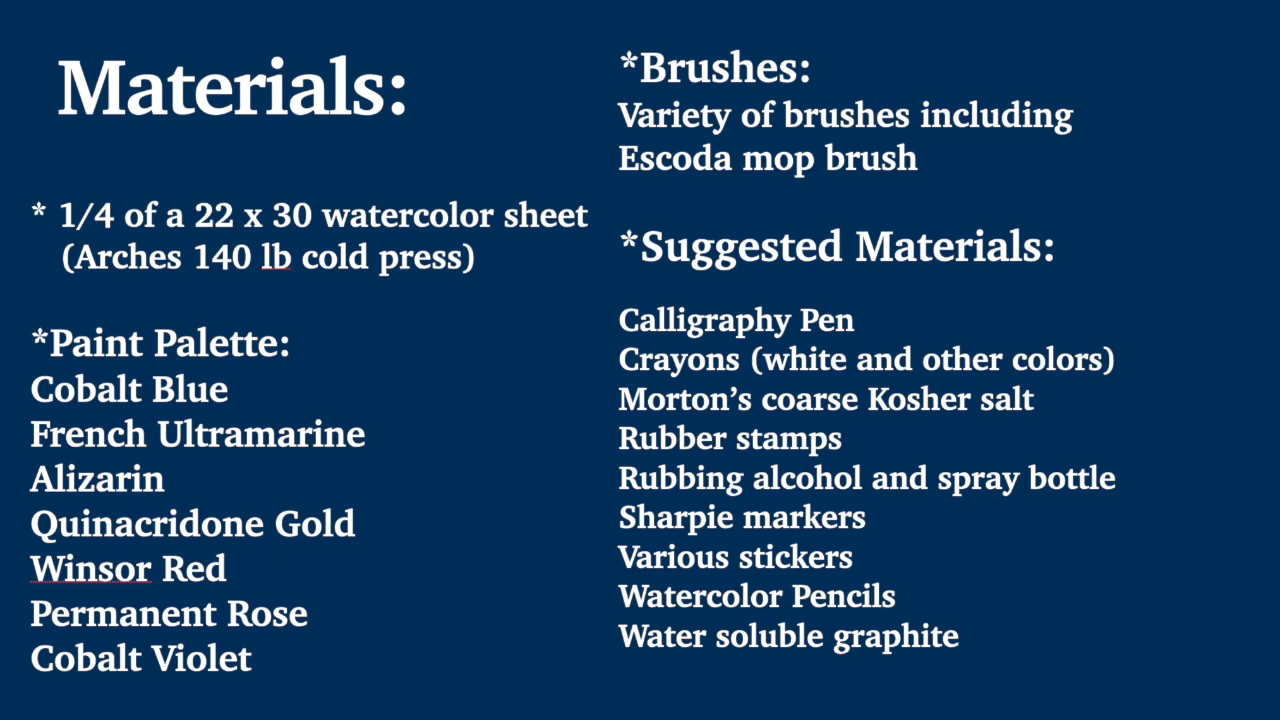 Materials:
* 1/4 of a 22 x 30 watercolor sheet
(Arches 140 lb cold press)
*Paint Palette:
Cobalt Blue
French Ultramarine
Alizarin
Quinacridone Gold
Winsor Red
Permanent Rose
Cobalt Violet
*Brushes:
Variety of brushes including
Escoda mop brush
*Suggested Materials:
Calligraphy Pen
Crayons (white and other colors)
Morton’s coarse Kosher salt
Rubber stamps
Rubbing alcohol and spray bottle
Sharpie markers
Various stickers
Watercolor Pencils
Water soluble graphite